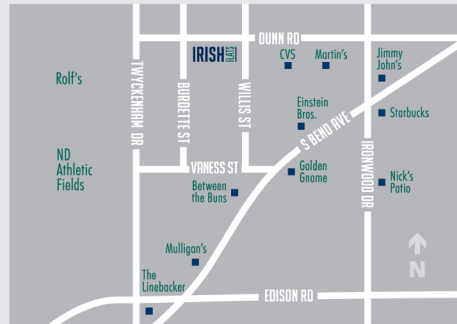 DUNN RD
IRISH FLATS
CVS
Martin's
Jimmy
John's
Rolf's
TWYCKENHAM DR
BURDETTE ST
WILLIS ST
Einstein
Bros.
Starbucks
S BEND AVE
IRONWOOD DR
ND
Athletic
Fields
VANESS ST
Golden
Gnome
Between
the Buns
Nick's
Patio
Mulligan's
N
The
Linebacker
EDISON RD